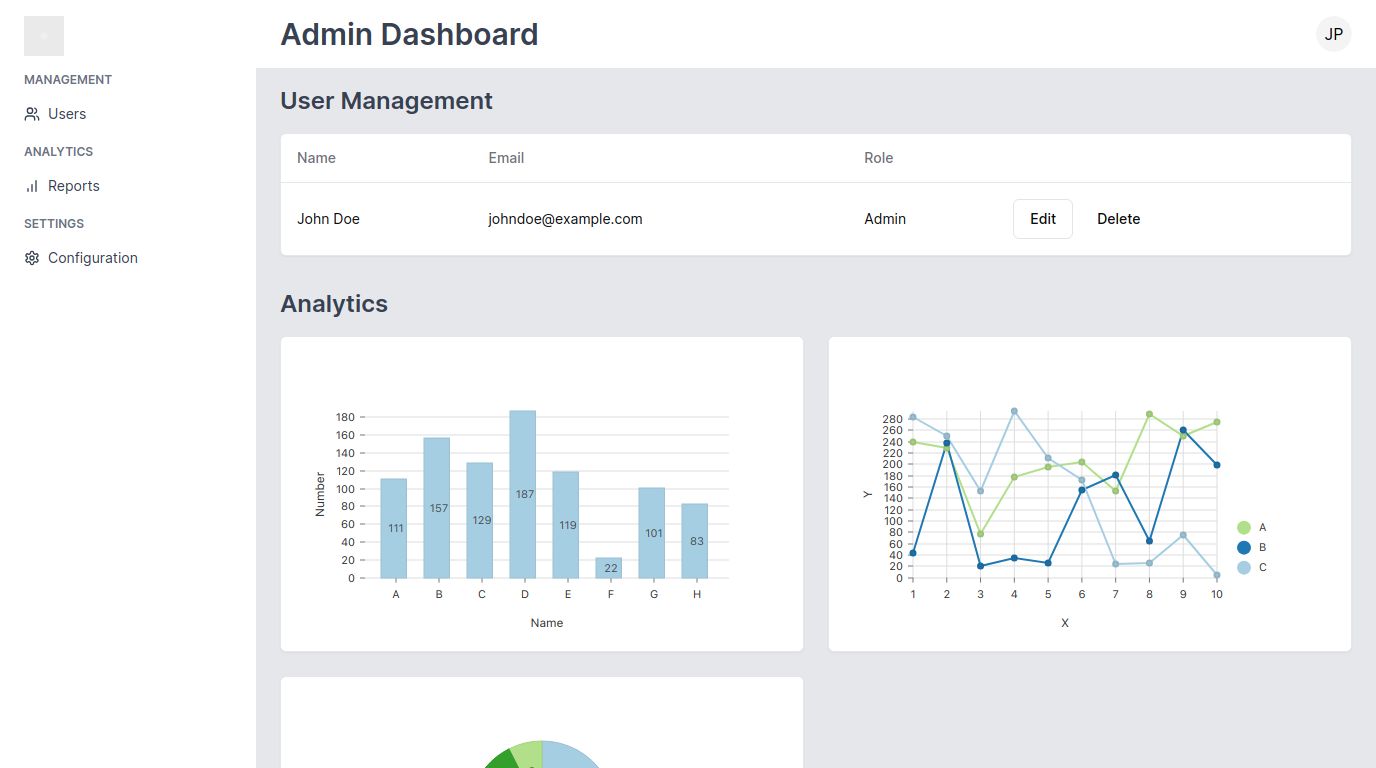 Admin Dashboard
JP
MANAGEMENT
Users
ANALYTICS
Reports
SETTINGS
Configuration
User Management
Name Email Role
John Doe johndoe@example.com Admin Edit Delete
Analytics
180
160
140
120
100
80
60
40
20
0
Number
111
157
129
187
119
22
101
83
A B C D E F G H
Name
280
260
240
220
200
180
160
140
120
100
80
60
40
20
0
Y
1 2 3 4 5 6 7 8 9 10
X
A
B
C